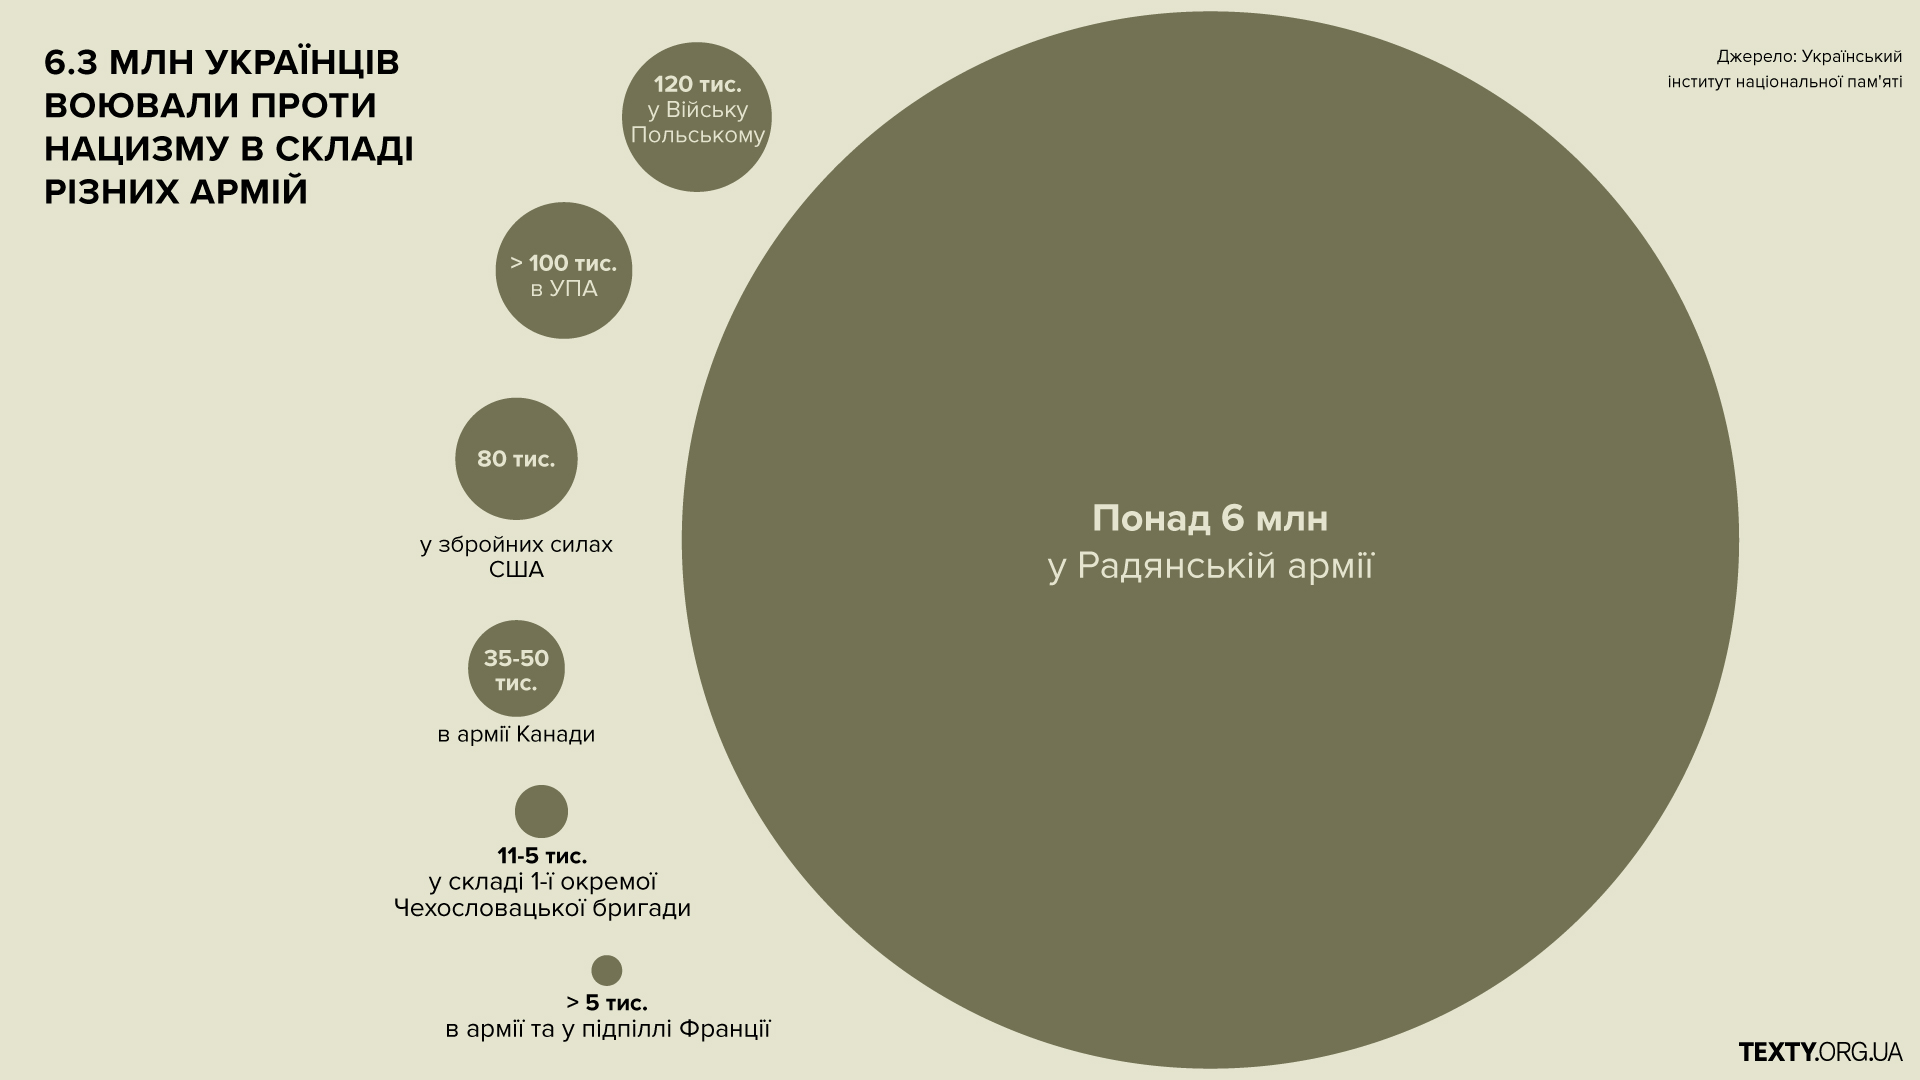 6.3 МЛН УКРАЇНЦІВ
ВОЮВАЛИ ПРОТИ
НАЦИЗМУ В СКЛАДІ
РІЗНИХ АРМІЙ
Джерело: Український
інститут національної пам'яті
120 тис.
у Війську
Польському
> 100 тис.
в УПА
80 тис.
у збройних силах
США
35-50
тис.
в армії Канади
11-5 тис.
у складі 1-ї окремої
Чехословацької бригади
> 5 тис.
в армії та у підпіллі Франції
Понад 6 млн
у Радянській армії
TEXTY.ORG.UA